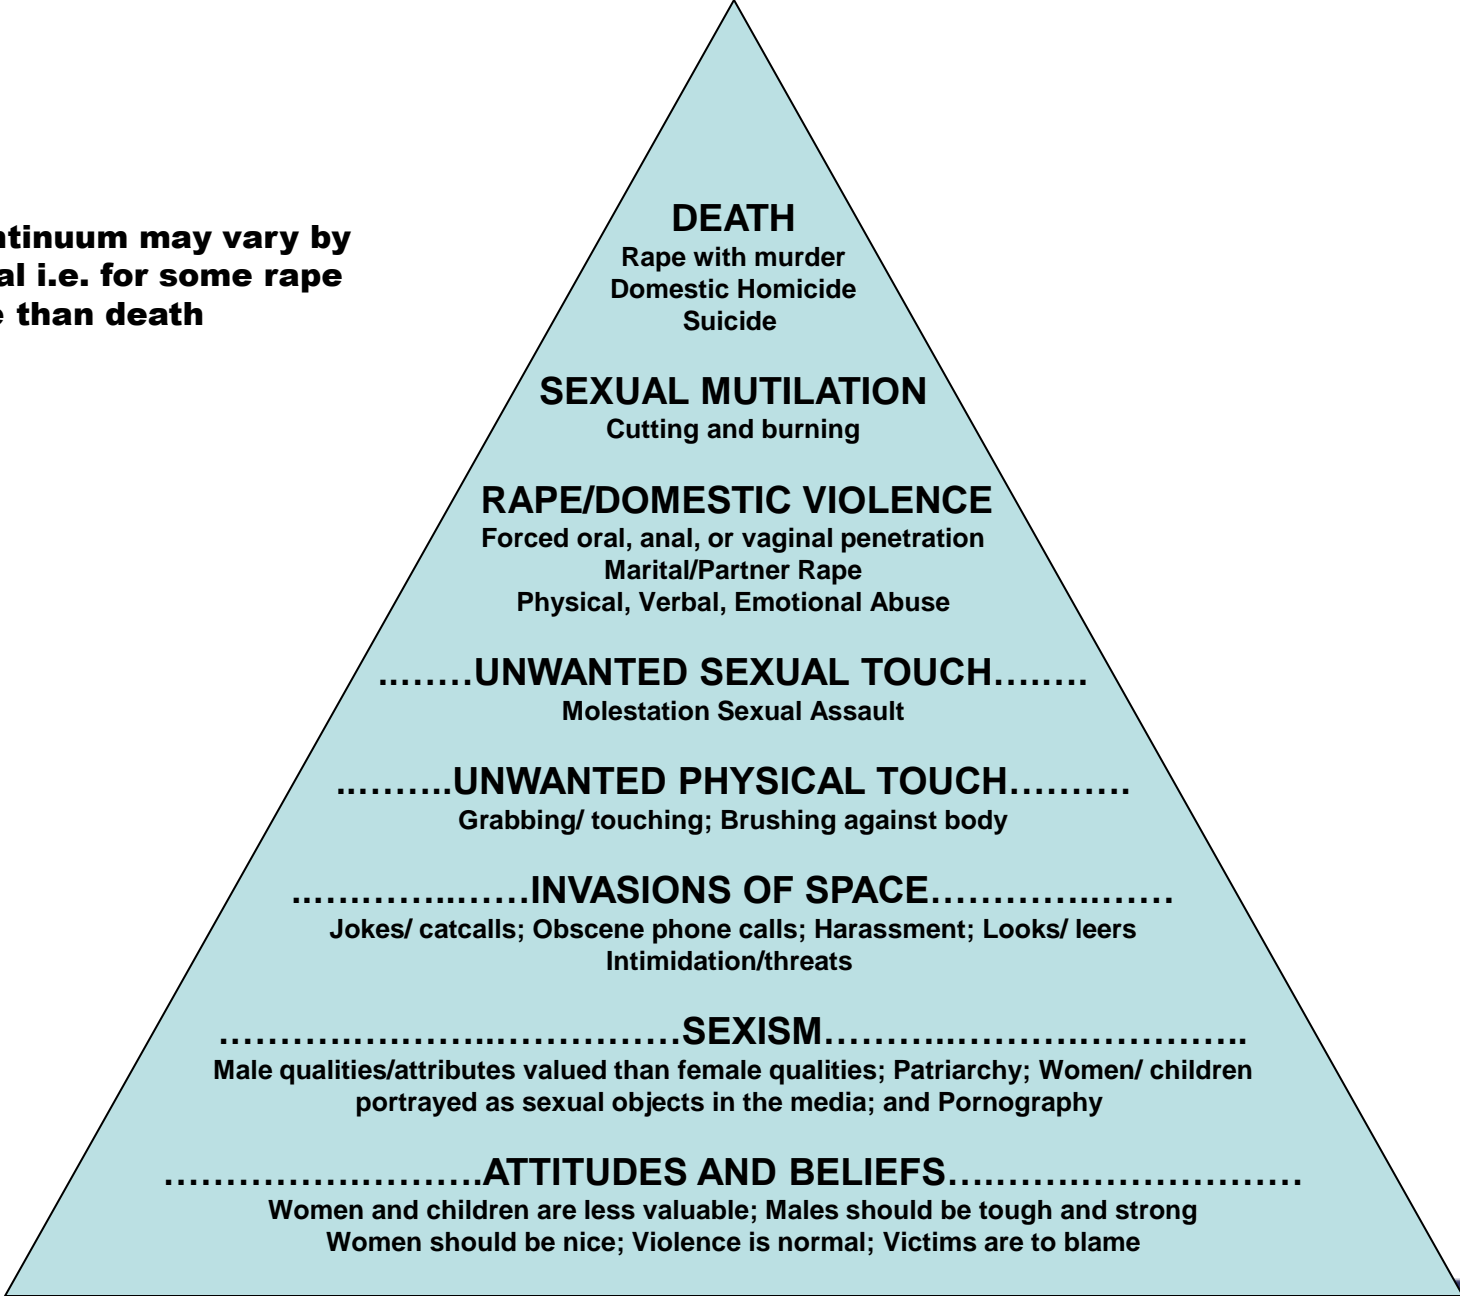 may vary by
i.e. for some rape
than death
DEATH
Rape with murder
Domestic Homicide
Suicide
SEXUAL MUTILATION
Cutting and burning
RAPE/DOMESTIC VIOLENCE
Forced oral, anal, or vaginal penetration
Marital/Partner Rape
Physical, Verbal, Emotional Abuse
..……UNWANTED SEXUAL TOUCH….….
Molestation Sexual Assault
..……..UNWANTED PHYSICAL TOUCH……….
Grabbing/ touching; Brushing against body
..…..……..……INVASIONS OF SPACE…………..……
Jokes/ catcalls; Obscene phone calls; Harassment; Looks/ leers
Intimidation/threats
……….….……..……………SEXISM………..……….………….
Male qualities/attributes valued than female qualities; Patriarchy; Women/ children
portrayed as sexual objects in the media; and Pornography
……………..……….ATTITUDES AND BELIEFS….…….………………
Women and children are less valuable; Males should be tough and strong
Women should be nice; Violence is normal; Victims are to blame